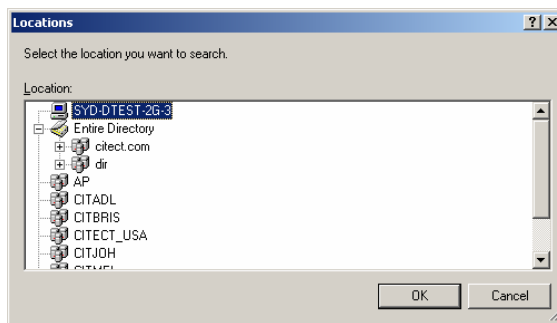 Locations
Select the location you want to search.
Location:
SYD-DTEST-2G-3
Entire Directory
citect.com
dir
AP
CITADL
CITBRIS
CITECT_USA
CITJOH
OK Cancel